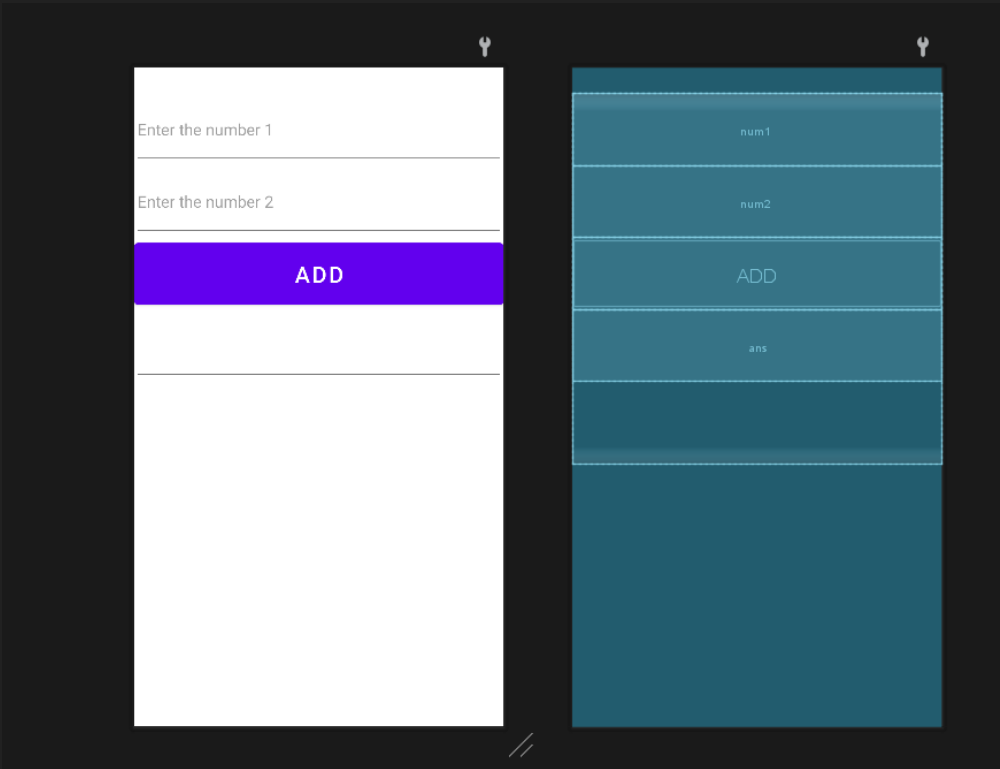 Enter the number 1
Enter the number 2
ADD
num1
num2
ADD
ans